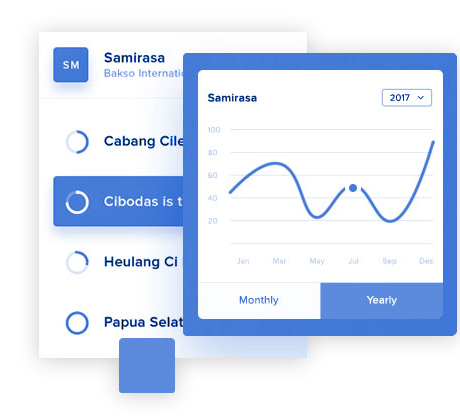 SM
Samirasa
Bakso Internati
Cabang Cile
Cibodas is t
Heulang Ci
Papua Selat
Samirasa
2017
100
80
60
40
20
Jan Mar May Jul Sep Dec
Monthly Yearly